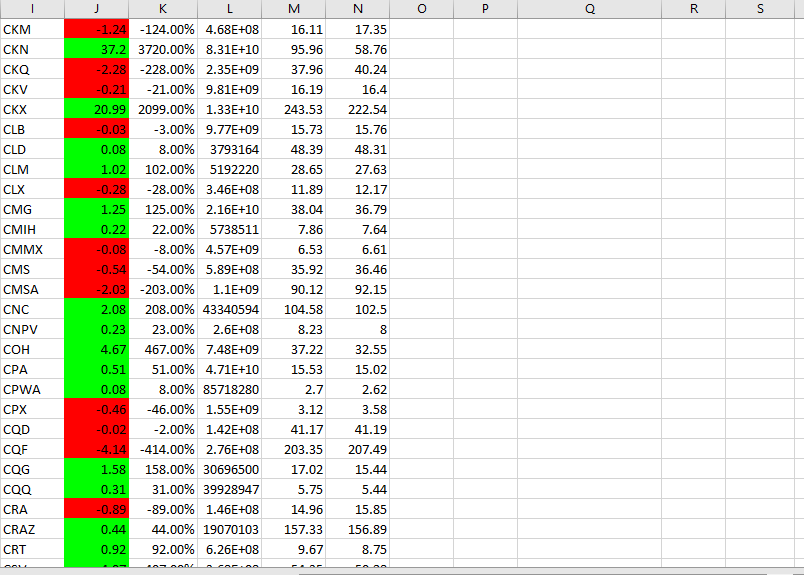 I J K L M N O P Q R S
CKM -1.24 -124.00% 4.68E+08 16.11 17.35
CKN 37.2 3720.00% 8.31E+10 95.96 58.76
CKQ -2.28 -228.00% 2.35E+09 37.96 40.24
CKV -0.21 -21.00% 9.81E+09 16.19 16.4
CKX 20.99 2099.00% 1.33E+10 243.53 222.54
CLB -0.03 -3.00% 9.77E+09 15.73 15.76
CLD 0.08 8.00% 3793164 48.39 48.31
CLM 1.02 102.00% 5192220 28.65 27.63
CLX -0.28 -28.00% 3.46E+08 11.89 12.17
CMG 1.25 125.00% 2.16E+10 38.04 36.79
CMIH 0.22 22.00% 5738511 7.86 7.64
CMMX -0.08 -8.00% 4.57E+09 6.53 6.61
CMS -0.54 -54.00% 5.89E+08 35.92 36.46
CMSA -2.03 -203.00% 1.1E+09 90.12 92.15
CNC 2.08 208.00% 43340594 104.58 102.5
CNPV 0.23 23.00% 2.6E+08 8.23 8
COH 4.67 467.00% 7.48E+09 37.22 32.55
CPA 0.51 51.00% 4.71E+10 15.53 15.02
CPWA 0.08 8.00% 85718280 2.7 2.62
CPX -0.46 -46.00% 1.55E+09 3.12 3.58
CQD -0.02 -2.00% 1.42E+08 41.17 41.19
CQF -4.14 -414.00% 2.76E+08 203.35 207.49
CQG 1.58 158.00% 30696500 17.02 15.44
CQQ 0.31 31.00% 39928947 5.75 5.44
CRA -0.89 -89.00% 1.46E+08 14.96 15.85
CRAZ 0.44 44.00% 19070103 157.33 156.89
CRT 0.92 92.00% 6.26E+08 9.67 8.75